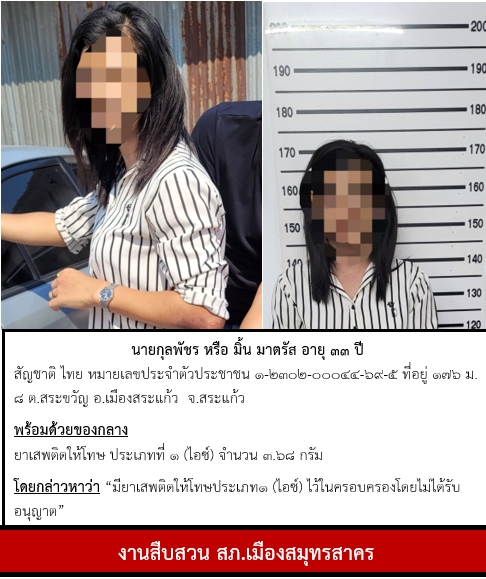 200
200
190
190
180
180
170
170
160
160
150
150
140
140
130
130
120
นายกุลพัชร หรือ มิ้น มาตรัส อายุ ๓๓ ปี
สัญชาติ ไทย หมายเลขประจำตัวประชาชน ๑-๒๓๐๒-๐๐๐๔๔-๖๙-๕ ที่อยู่ ๑๗๖ ม.
๘ ต.สระขวัญ อ.เมืองสระแก้ว จ.สระแก้ว
พร้อมด้วยของกลาง
ยาเสพติดให้โทษ ประเภทที่ ๑ (ไอซ์) จำนวน ๓.๖๘ กรัม
โดยกล่าวหาว่า “มียาเสพติดให้โทษประเภท๑ (ไอซ์) ไว้ในครอบครองโดยไม่ได้รับ
อนุญาต”
งานสืบสวน สภ.เมืองสมุทรสาคร